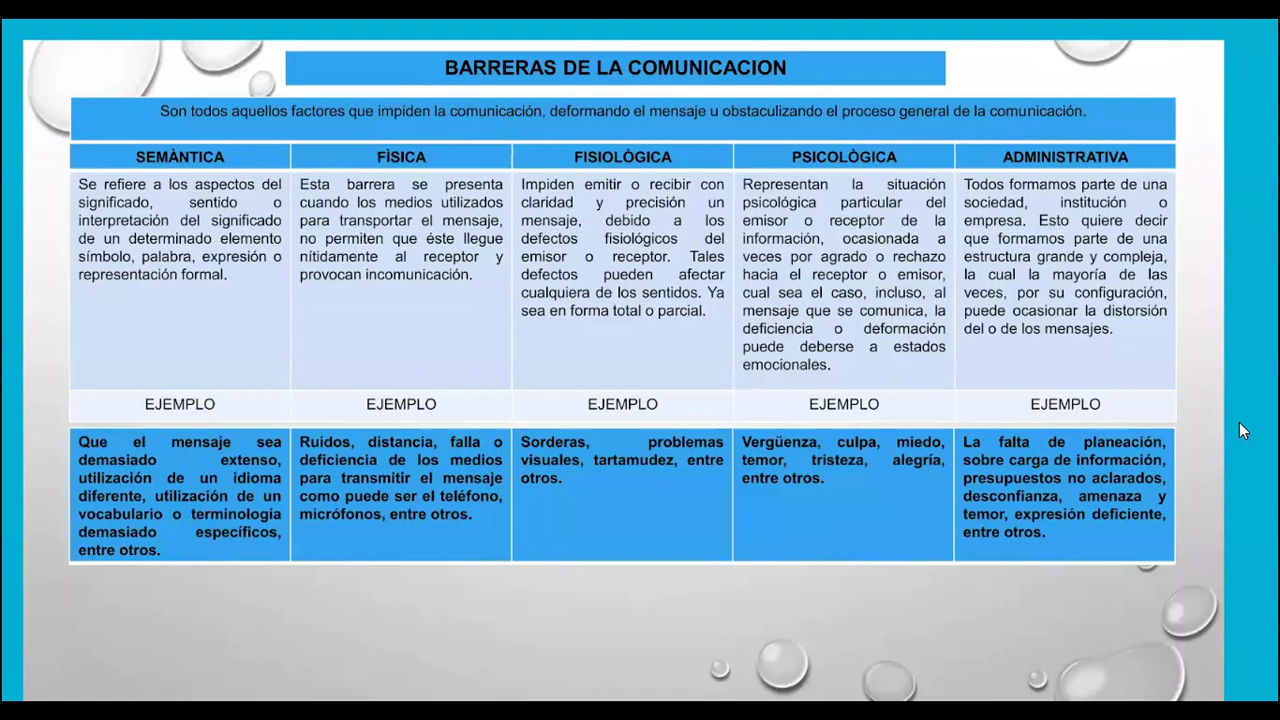 BARRERAS DE LA COMUNICACION
Son todos aquellos factores que impiden la comunicación, deformando el mensaje u obstaculizando el proceso general de la comunicación.
SEMÀNTICA
Se refiere a los aspectos del
significado, sentido o
interpretación del significado
de un determinado elemento
símbolo, palabra, expresión o
representación formal.
EJEMPLO
Que el mensaje sea
demasiado extenso,
utilización de un idioma
diferente, utilización de un
vocabulario o terminología
demasiado específicos,
entre otros.
FÌSICA
Esta barrera se presenta
cuando los medios utilizados
para transportar el mensaje,
no permiten que éste llegue
nítidamente al receptor y
provocan incomunicación.
EJEMPLO
Ruidos, distancia, falla o
deficiencia de los medios
para transmitir el mensaje
como puede ser el teléfono,
micrófonos, entre otros.
FISIOLÒGICA
Impiden emitir o recibir con
claridad y precisión un
mensaje, debido a los
defectos fisiológicos del
emisor o receptor. Tales
defectos pueden afectar
cualquiera de los sentidos. Ya
sea en forma total o parcial.
EJEMPLO
Sorderas, problemas
visuales, tartamudez, entre
otros.
PSICOLÒGICA
Representan la situación
psicológica particular del
emisor o receptor de la
información, ocasionada a
veces por agrado o rechazo
hacia el receptor o emisor,
cual sea el caso, incluso, al
mensaje que se comunica, la
deficiencia o deformación
puede deberse a estados
emocionales.
EJEMPLO
Vergüenza, culpa, miedo,
temor, tristeza, alegría,
entre otros.
ADMINISTRATIVA
Todos formamos parte de una
sociedad, institución o
empresa. Esto quiere decir
que formamos parte de una
estructura grande y compleja,
la cual la mayoría de las
veces, por su configuración,
puede ocasionar la distorsión
del o de los mensajes.
EJEMPLO
La falta de planeación,
sobre carga de información,
presupuestos no aclarados,
desconfianza, amenaza y
temor, expresión deficiente,
entre otros.